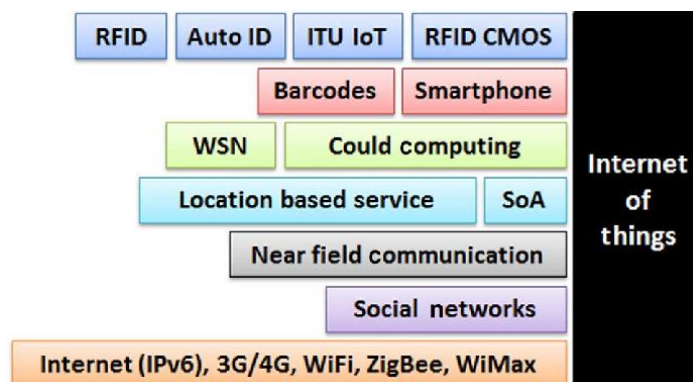 RFID Auto ID ITU IoT RFID CMOS
Barcodes Smartphone
WSN Could computing
Location based service SoA
Near field communication
Social networks
Internet (IPv6), 3G/4G, WiFi, ZigBee, WiMax
Internet
of
things